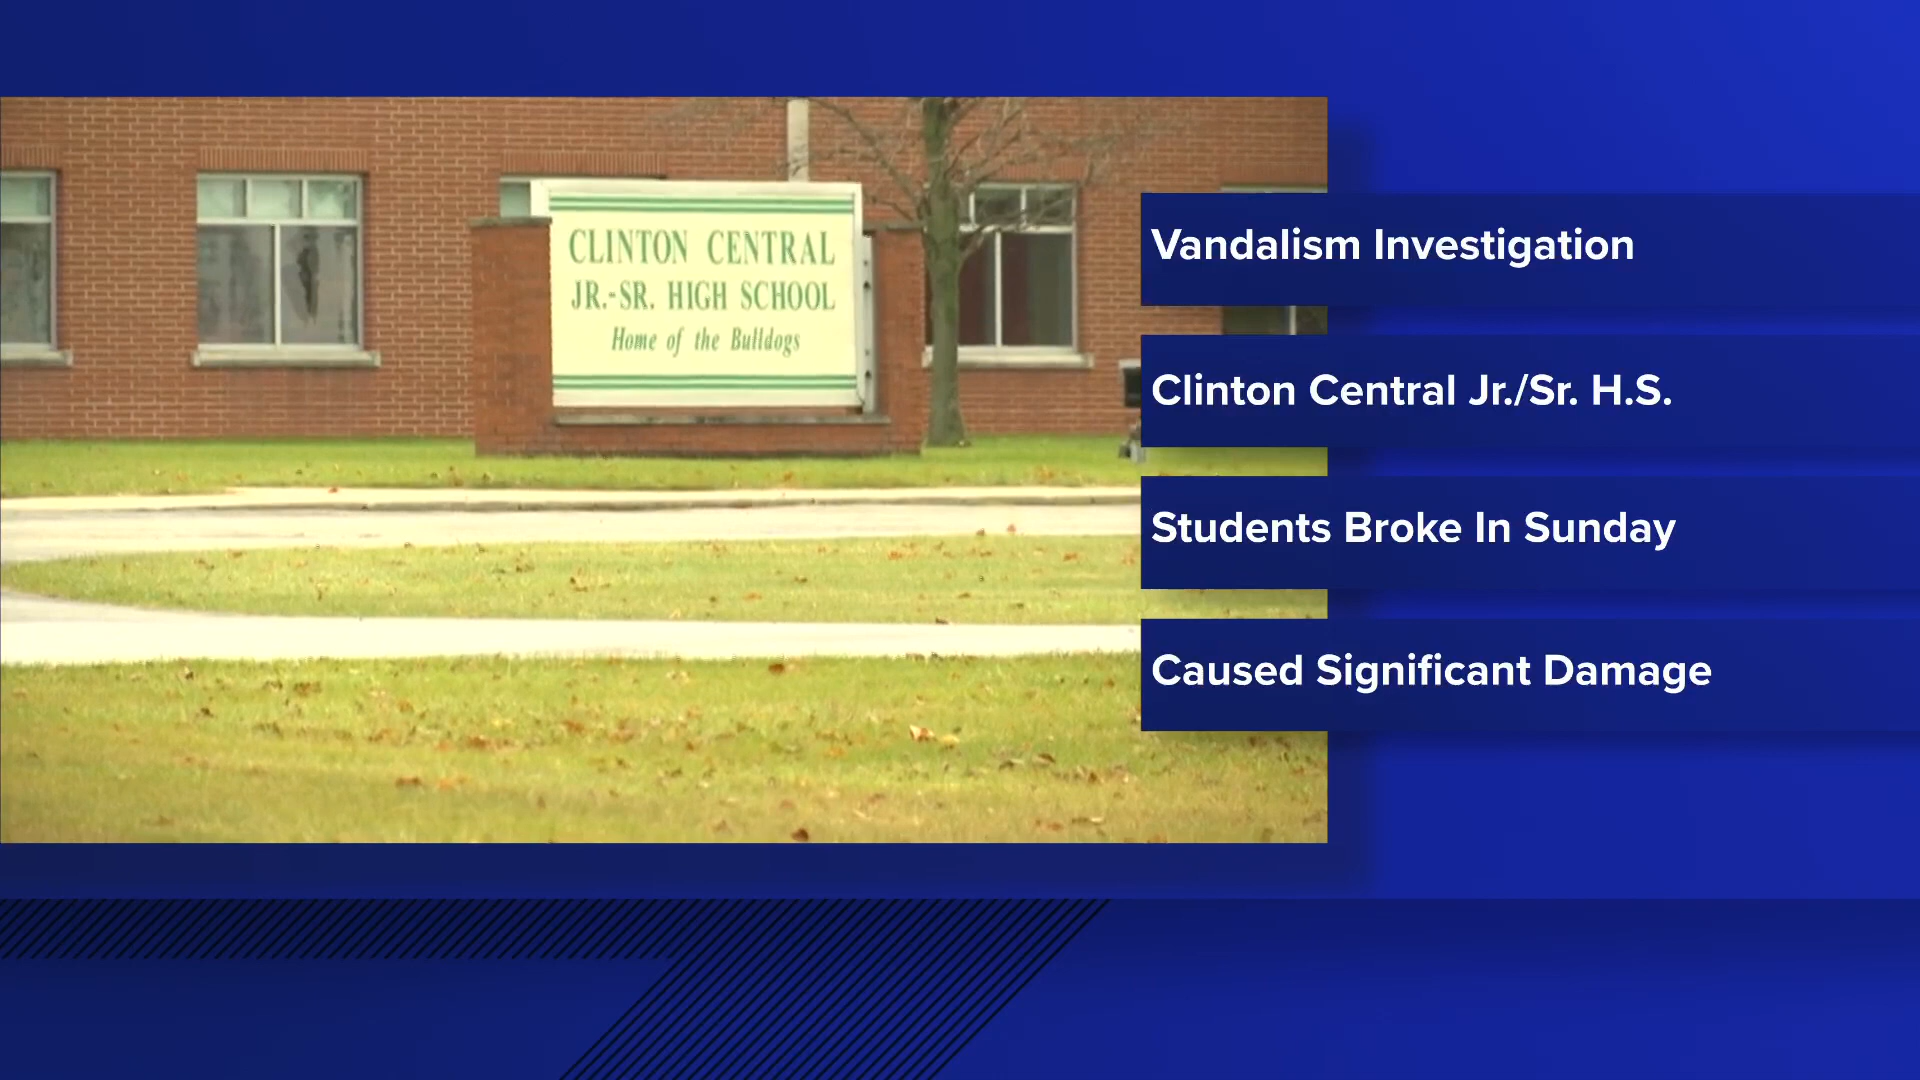 CLINTON CENTRAL
JR.-SR. HIGH SCHOOL
Home of the Bulldogs
Vandalism Investigation
Clinton Central Jr./Sr. H.S.
Students Broke In Sunday
Caused Significant Damage